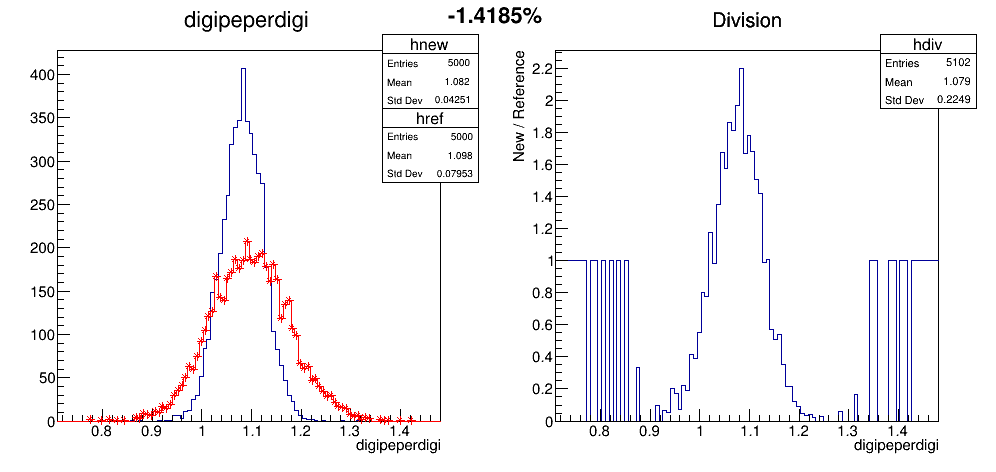 -1.4185%
digipeperdigi
hnew
Entries 5000
Mean 1.082
Std Dev 0.04251
href
Entries 5000
Mean 1.098
Std Dev 0.07953
400
350
300
250
200
150
100
50
0
0.8 0.9 1 1.1 1.2 1.3 1.4
digipeperdigi
Division
hdiv
Entries 5102
Mean 1.079
Std Dev 0.2249
New / Reference
2.2
2
1.8
1.6
1.4
1.2
1
0.8
0.6
0.4
0.2
0
0.8 0.9 1 1.1 1.2 1.3 1.4
digipeperdigi